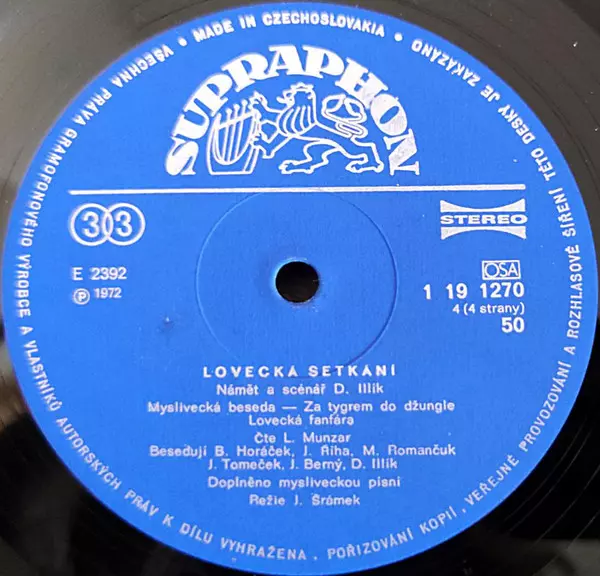 VŠECHNA PRÁVA GRAMOFONOVÉHO VÝROBCE A VLASTNÍKŮ AUTORSKÝCH PRÁV K DÍLU VYHRAŽENA. POŘIZOVÁNÍ KOPIÍ, VEŘEJNÉ PROVOZOVÁNÍ A ROZHLASOVÉ ŠÍŘENÍ TÉTO DESKY JE ZAKÁZÁNO • MADE IN CZECHOSLOVAKIA •
SUPRAPHON
33
STEREO
E 2392
Ⓟ 1972
OSA
1 19 1270
4 (4 strany)
50
LOVECKÁ SETKÁNÍ
Námět a scénář D. Illík
Myslivecká beseda — Za tygrem do džungle
Lovecká fanfára
Čte L. Munzar
Besedují B. Horáček, J. Říha, M. Romančuk
J. Tomeček, J. Berný, D. Illík
Doplněno mysliveckou písní
Režie J. Šrámek